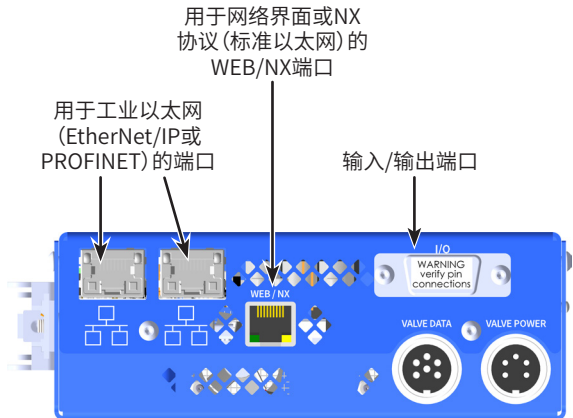 用于网络界面或NX
协议（标准以太网）的
WEB/NX端口
用于工业以太网
（EtherNet/IP或
PROFINET）的端口
输入/输出端口
I/O
WARNING
verify pin
connections
WEB / NX
VALVE DATA
VALVE POWER